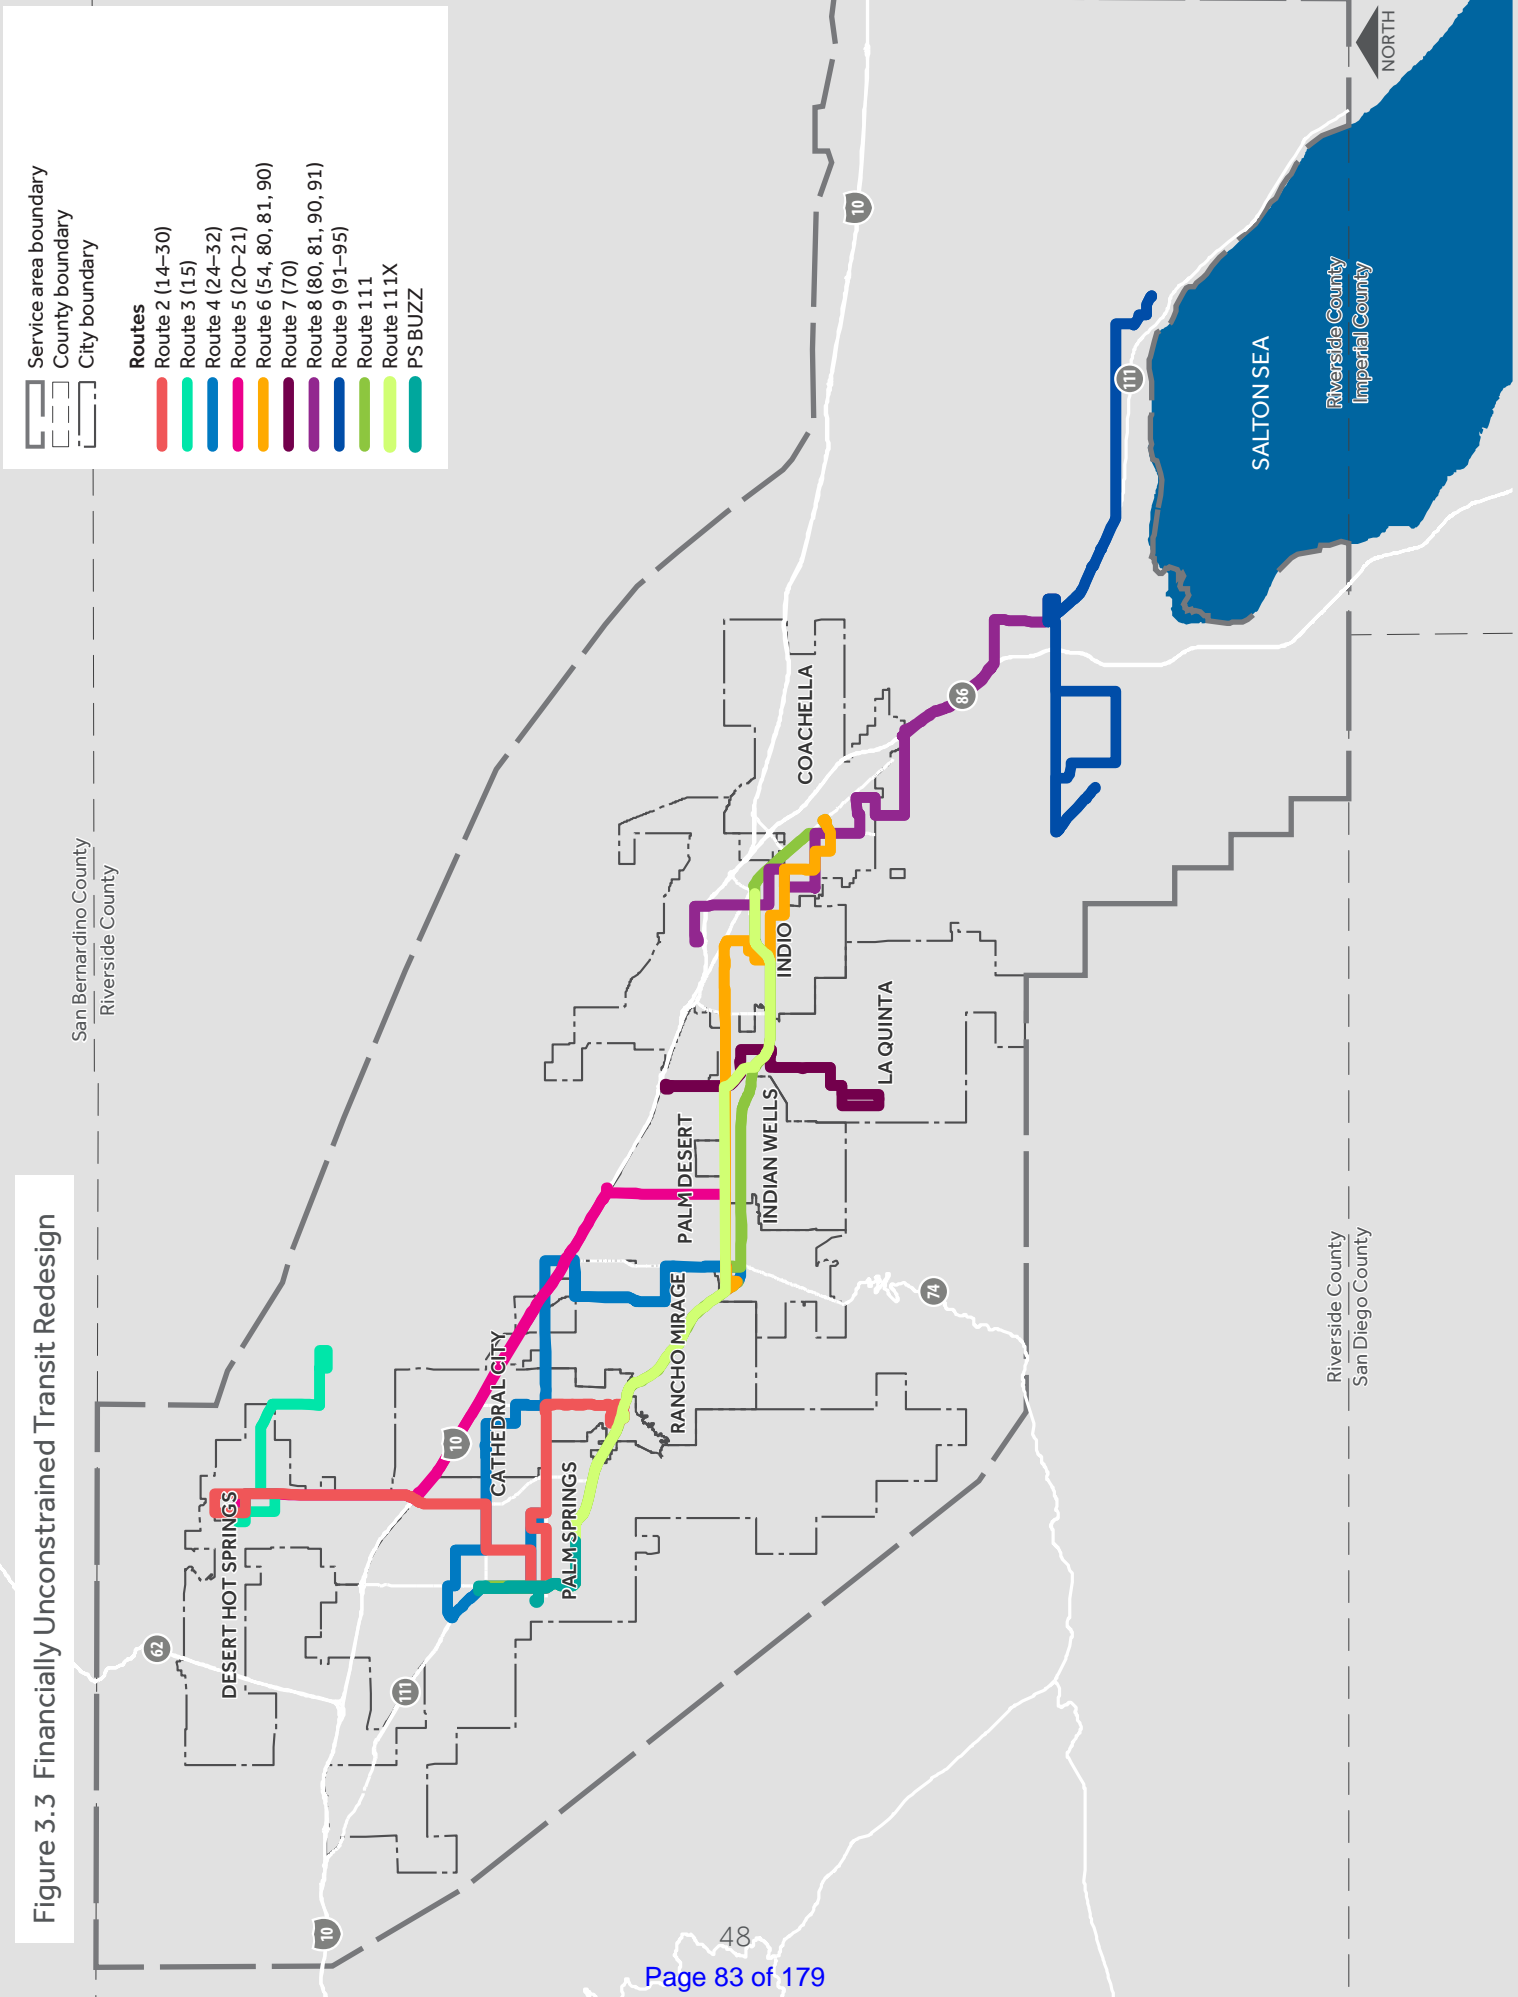 Figure 3.3 Financially Unconstrained Transit Redesign
Service area boundary
County boundary
City boundary
Routes
Route 2 (14–30)
Route 3 (15)
Route 4 (24–32)
Route 5 (20–21)
Route 6 (54, 80, 81, 90)
Route 7 (70)
Route 8 (80, 81, 90, 91)
Route 9 (91–95)
Route 111
Route 111X
PS BUZZ
San Bernardino County
Riverside County
62
10
111
DESERT HOT SPRINGS
10
CATHEDRAL CITY
PALM SPRINGS
RANCHO MIRAGE
PALM DESERT
INDIAN WELLS
LA QUINTA
INDIO
COACHELLA
74
86
10
111
SALTON SEA
Riverside County
San Diego County
Riverside County
Imperial County
NORTH
48
Page 83 of 179